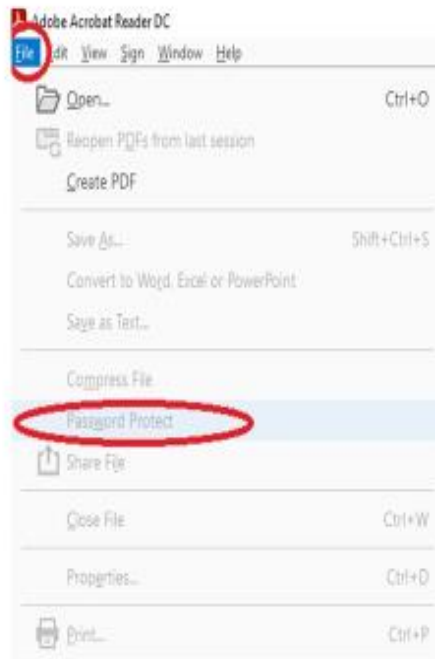 Adobe Acrobat Reader DC
File Edit View Sign Window Help
Open... Ctrl+O
Reopen PDFs from last session
Create PDF
Save As... Shift+Ctrl+S
Convert to Word, Excel or PowerPoint
Save as Text...
Compress File
Password Protect
Share File
Close File Ctrl+W
Properties... Ctrl+D
Print... Ctrl+P